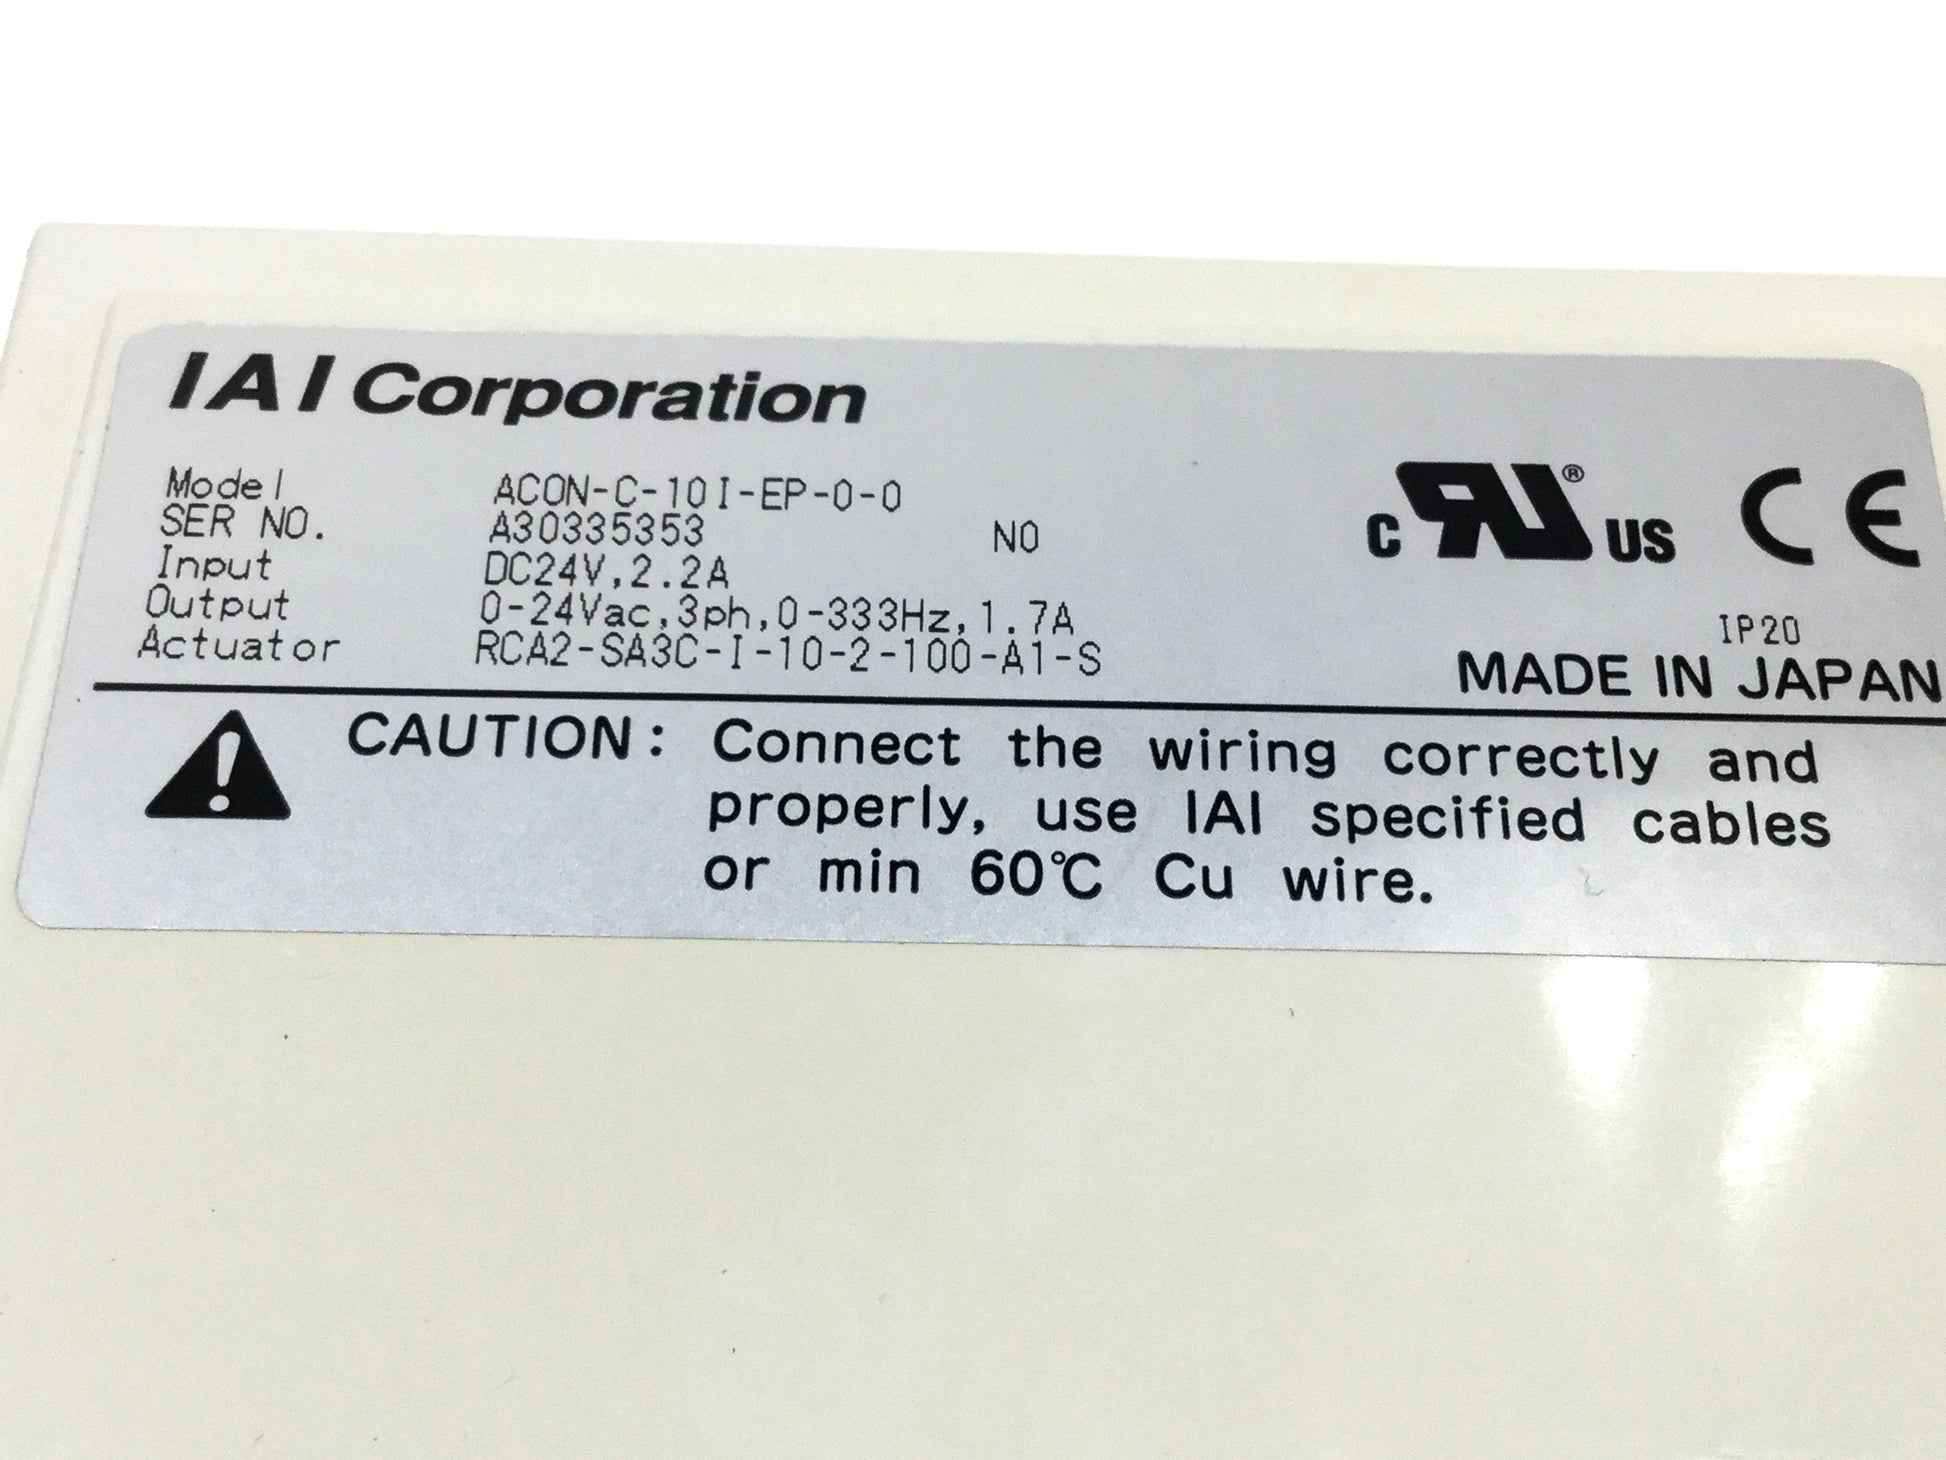 IAI Corporation
Model ACON-C-10I-EP-0-0
SER NO. A30335353 NO
Input DC24V,2.2A
Output 0-24Vac,3ph,0-333Hz,1.7A
Actuator RCA2-SA3C-I-10-2-100-A1-S
C RU ® US CE
IP20
MADE IN JAPAN
CAUTION: Connect the wiring correctly and
properly, use IAI specified cables
or min 60℃ Cu wire.